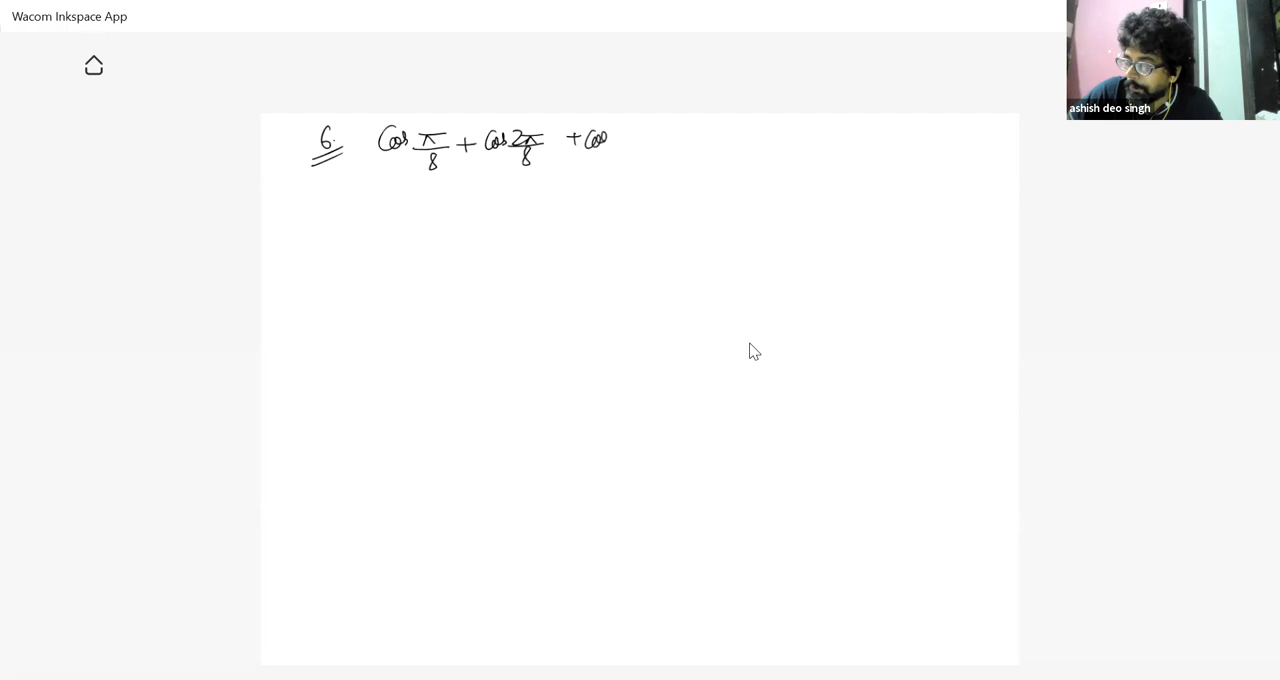 Wacom Inkspace App
ashish deo singh
6. Cos π/8 + Cos 2π/8 + Cos